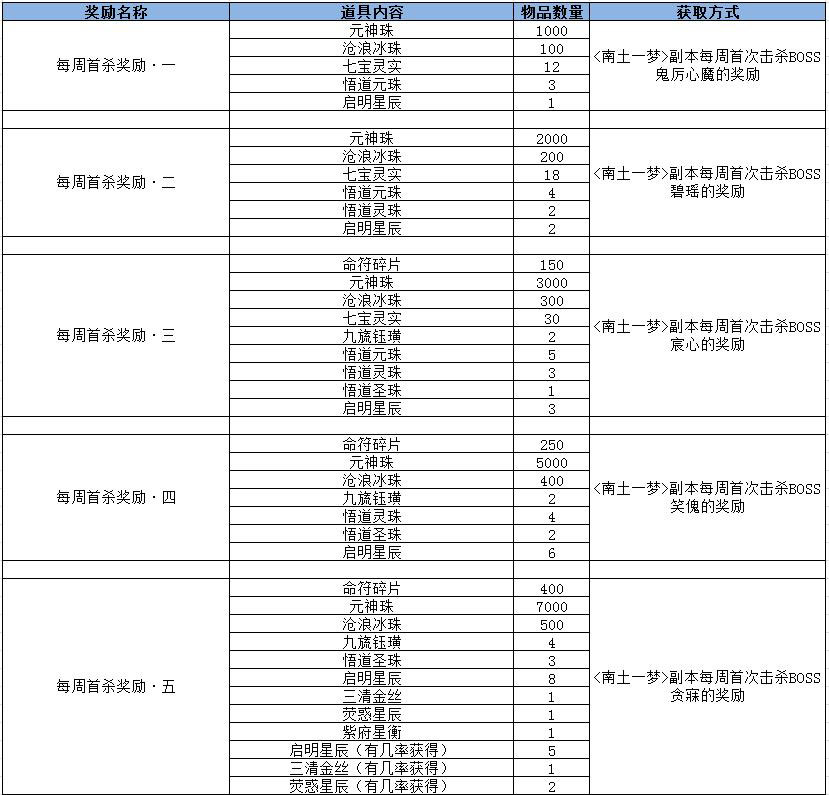 奖励名称 道具内容 物品数量 获取方式
每周首杀奖励·一
元神珠 1000
沧浪冰珠 100
七宝灵实 12
悟道元珠 3
启明星辰 1
<南土一梦>副本每周首次击杀BOSS
鬼厉心魔的奖励
每周首杀奖励·二
元神珠 2000
沧浪冰珠 200
七宝灵实 18
悟道元珠 4
悟道灵珠 2
启明星辰 2
<南土一梦>副本每周首次击杀BOSS
碧瑶的奖励
每周首杀奖励·三
命符碎片 150
元神珠 3000
沧浪冰珠 300
七宝灵实 30
九旒钰璜 2
悟道元珠 5
悟道灵珠 3
悟道圣珠 1
启明星辰 3
<南土一梦>副本每周首次击杀BOSS
宸心的奖励
每周首杀奖励·四
命符碎片 250
元神珠 5000
沧浪冰珠 400
九旒钰璜 2
悟道灵珠 4
悟道圣珠 2
启明星辰 6
<南土一梦>副本每周首次击杀BOSS
笑傀的奖励
每周首杀奖励·五
命符碎片 400
元神珠 7000
沧浪冰珠 500
九旒钰璜 4
悟道圣珠 3
启明星辰 8
三清金丝 1
荧惑星辰 1
紫府星衡 1
启明星辰（有几率获得） 5
三清金丝（有几率获得） 1
荧惑星辰（有几率获得） 2
<南土一梦>副本每周首次击杀BOSS
贪寐的奖励